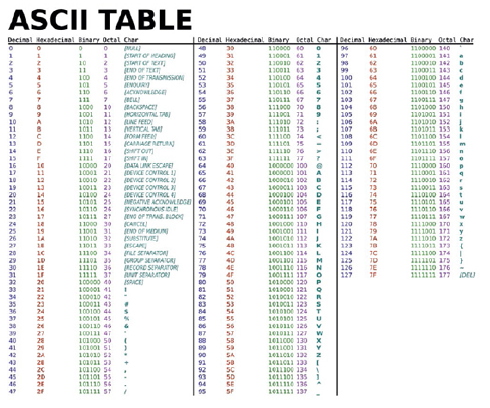 ASCII TABLE
Decimal Hexadecimal Binary Octal Char
0 0 0 0 [NULL]
1 1 1 1 [START OF HEADING]
2 2 10 2 [START OF TEXT]
3 3 11 3 [END OF TEXT]
4 4 100 4 [END OF TRANSMISSION]
5 5 101 5 [ENQUIRY]
6 6 110 6 [ACKNOWLEDGE]
7 7 111 7 [BELL]
8 8 1000 10 [BACKSPACE]
9 9 1001 11 [HORIZONTAL TAB]
10 A 1010 12 [LINE FEED]
11 B 1011 13 [VERTICAL TAB]
12 C 1100 14 [FORM FEED]
13 D 1101 15 [CARRIAGE RETURN]
14 E 1110 16 [SHIFT OUT]
15 F 1111 17 [SHIFT IN]
16 10 10000 20 [DATA LINK ESCAPE]
17 11 10001 21 [DEVICE CONTROL 1]
18 12 10010 22 [DEVICE CONTROL 2]
19 13 10011 23 [DEVICE CONTROL 3]
20 14 10100 24 [DEVICE CONTROL 4]
21 15 10101 25 [NEGATIVE ACKNOWLEDGE]
22 16 10110 26 [SYNCHRONOUS IDLE]
23 17 10111 27 [END OF TRANS. BLOCK]
24 18 11000 30 [CANCEL]
25 19 11001 31 [END OF MEDIUM]
26 1A 11010 32 [SUBSTITUTE]
27 1B 11011 33 [ESCAPE]
28 1C 11100 34 [FILE SEPARATOR]
29 1D 11101 35 [GROUP SEPARATOR]
30 1E 11110 36 [RECORD SEPARATOR]
31 1F 11111 37 [UNIT SEPARATOR]
32 20 100000 40 [SPACE]
33 21 100001 41 !
34 22 100010 42 "
35 23 100011 43 #
36 24 100100 44 $
37 25 100101 45 %
38 26 100110 46 &
39 27 100111 47 '
40 28 101000 50 (
41 29 101001 51 )
42 2A 101010 52 *
43 2B 101011 53 +
44 2C 101100 54 ,
45 2D 101101 55 -
46 2E 101110 56 .
47 2F 101111 57 /
Decimal Hexadecimal Binary Octal Char
48 30 110000 60 0
49 31 110001 61 1
50 32 110010 62 2
51 33 110011 63 3
52 34 110100 64 4
53 35 110101 65 5
54 36 110110 66 6
55 37 110111 67 7
56 38 111000 70 8
57 39 111001 71 9
58 3A 111010 72 :
59 3B 111011 73 ;
60 3C 111100 74 <
61 3D 111101 75 =
62 3E 111110 76 >
63 3F 111111 77 ?
64 40 1000000 100 @
65 41 1000001 101 A
66 42 1000010 102 B
67 43 1000011 103 C
68 44 1000100 104 D
69 45 1000101 105 E
70 46 1000110 106 F
71 47 1000111 107 G
72 48 1001000 110 H
73 49 1001001 111 I
74 4A 1001010 112 J
75 4B 1001011 113 K
76 4C 1001100 114 L
77 4D 1001101 115 M
78 4E 1001110 116 N
79 4F 1001111 117 O
80 50 1010000 120 P
81 51 1010001 121 Q
82 52 1010010 122 R
83 53 1010011 123 S
84 54 1010100 124 T
85 55 1010101 125 U
86 56 1010110 126 V
87 57 1010111 127 W
88 58 1011000 130 X
89 59 1011001 131 Y
90 5A 1011010 132 Z
91 5B 1011011 133 [
92 5C 1011100 134 \
93 5D 1011101 135 ]
94 5E 1011110 136 ^
95 5F 1011111 137 _
Decimal Hexadecimal Binary Octal Char
96 60 1100000 140 `
97 61 1100001 141 a
98 62 1100010 142 b
99 63 1100011 143 c
100 64 1100100 144 d
101 65 1100101 145 e
102 66 1100110 146 f
103 67 1100111 147 g
104 68 1101000 150 h
105 69 1101001 151 i
106 6A 1101010 152 j
107 6B 1101011 153 k
108 6C 1101100 154 l
109 6D 1101101 155 m
110 6E 1101110 156 n
111 6F 1101111 157 o
112 70 1110000 160 p
113 71 1110001 161 q
114 72 1110010 162 r
115 73 1110011 163 s
116 74 1110100 164 t
117 75 1110101 165 u
118 76 1110110 166 v
119 77 1110111 167 w
120 78 1111000 170 x
121 79 1111001 171 y
122 7A 1111010 172 z
123 7B 1111011 173 {
124 7C 1111100 174 |
125 7D 1111101 175 }
126 7E 1111110 176 ~
127 7F 1111111 177 [DEL]